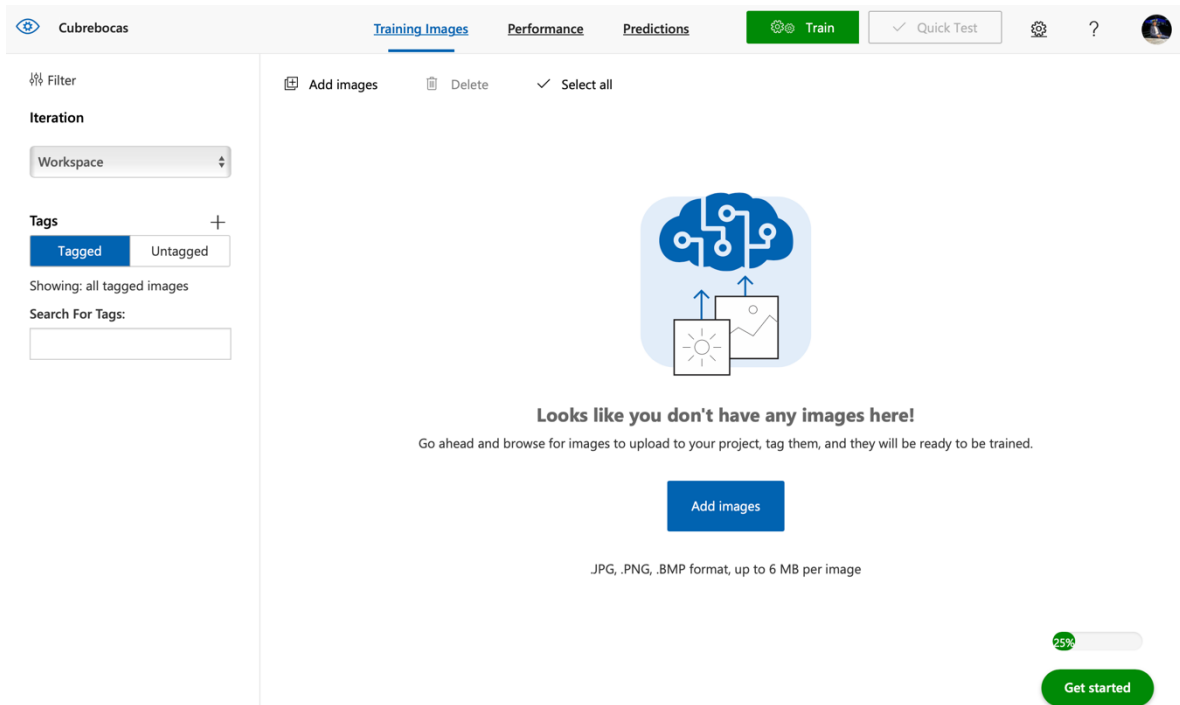 Cubrebocas
Training Images
Performance
Predictions
Train
Quick Test
?
Filter
Iteration
Workspace
Tags
Tagged
Untagged
Showing: all tagged images
Search For Tags:
Add images
Delete
Select all
Looks like you don't have any images here!
Go ahead and browse for images to upload to your project, tag them, and they will be ready to be trained.
Add images
.JPG, .PNG, .BMP format, up to 6 MB per image
25%
Get started